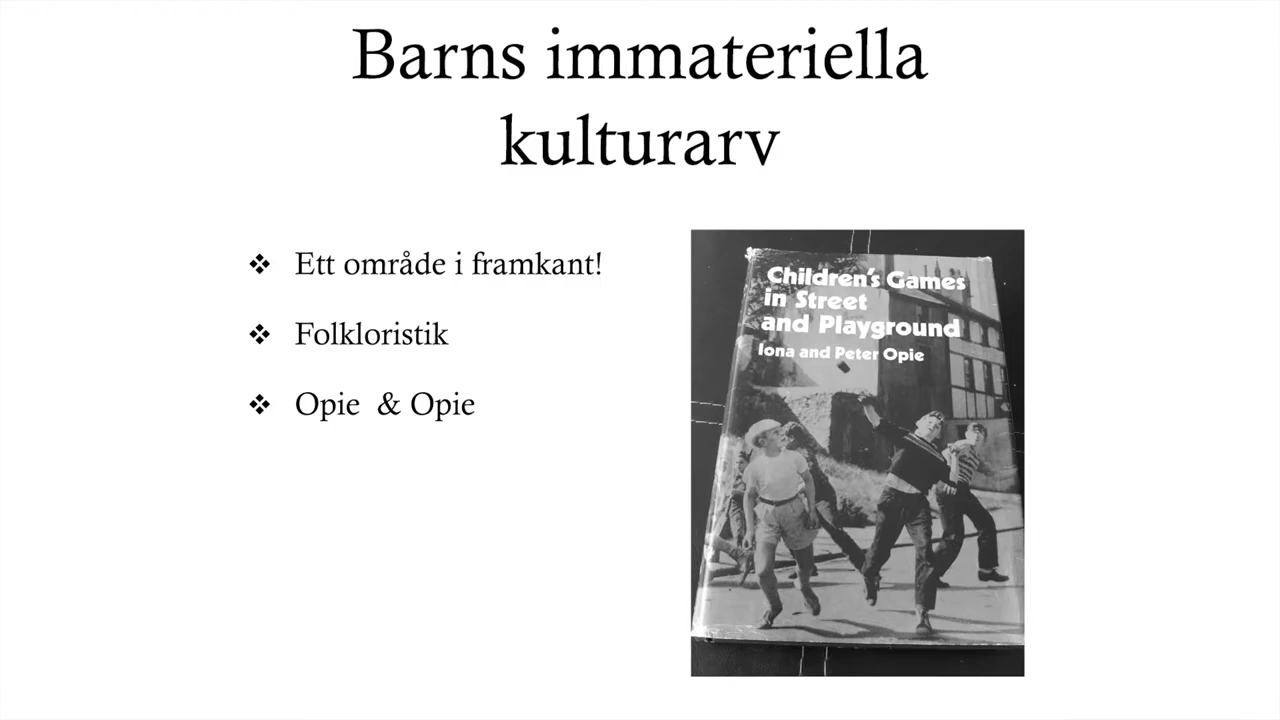 Barns immateriella
kulturarv
❖ Ett område i framkant!
❖ Folkloristik
❖ Opie & Opie
Children's Games
in Street
and Playground
Iona and Peter Opie